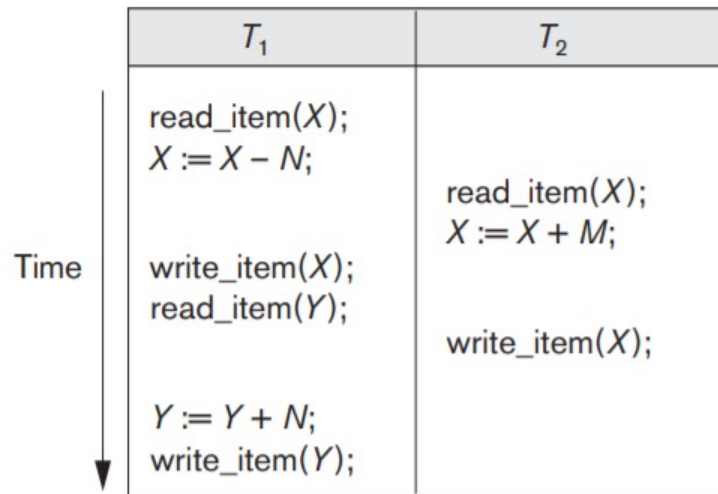 T₁ T₂
read_item(X);
X := X – N;
read_item(X);
X := X + M;
Time
write_item(X);
read_item(Y);
write_item(X);
Y := Y + N;
write_item(Y);